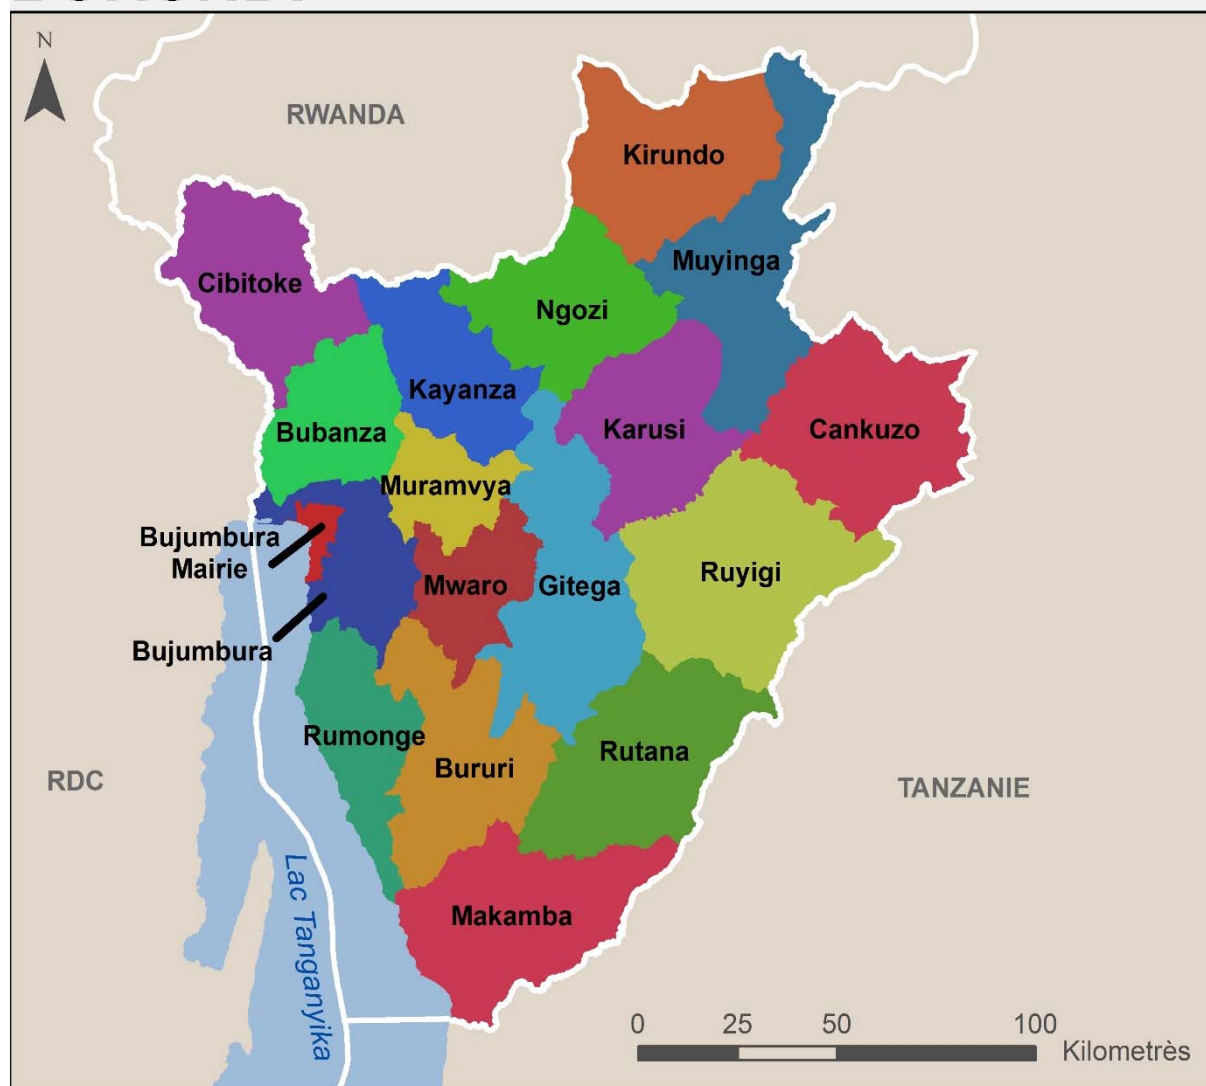 N
RWANDA
Kirundo
Muyinga
Cibitoke
Ngozi
Kayanza
Karusi
Cankuzo
Bubanza
Muramvya
Bujumbura
Mairie
Mwaro
Gitega
Ruyigi
Bujumbura
Rumonge
Bururi
Rutana
RDC
TANZANIE
Lac Tanganyika
Makamba
0 25 50 100
Kilometrès